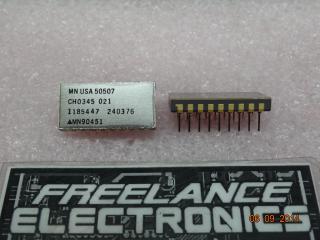 MN USA 50507
CH0345 021
I185447 240376
▲MN90451
FREELANCE
ELECTRONICS
06 09 2011